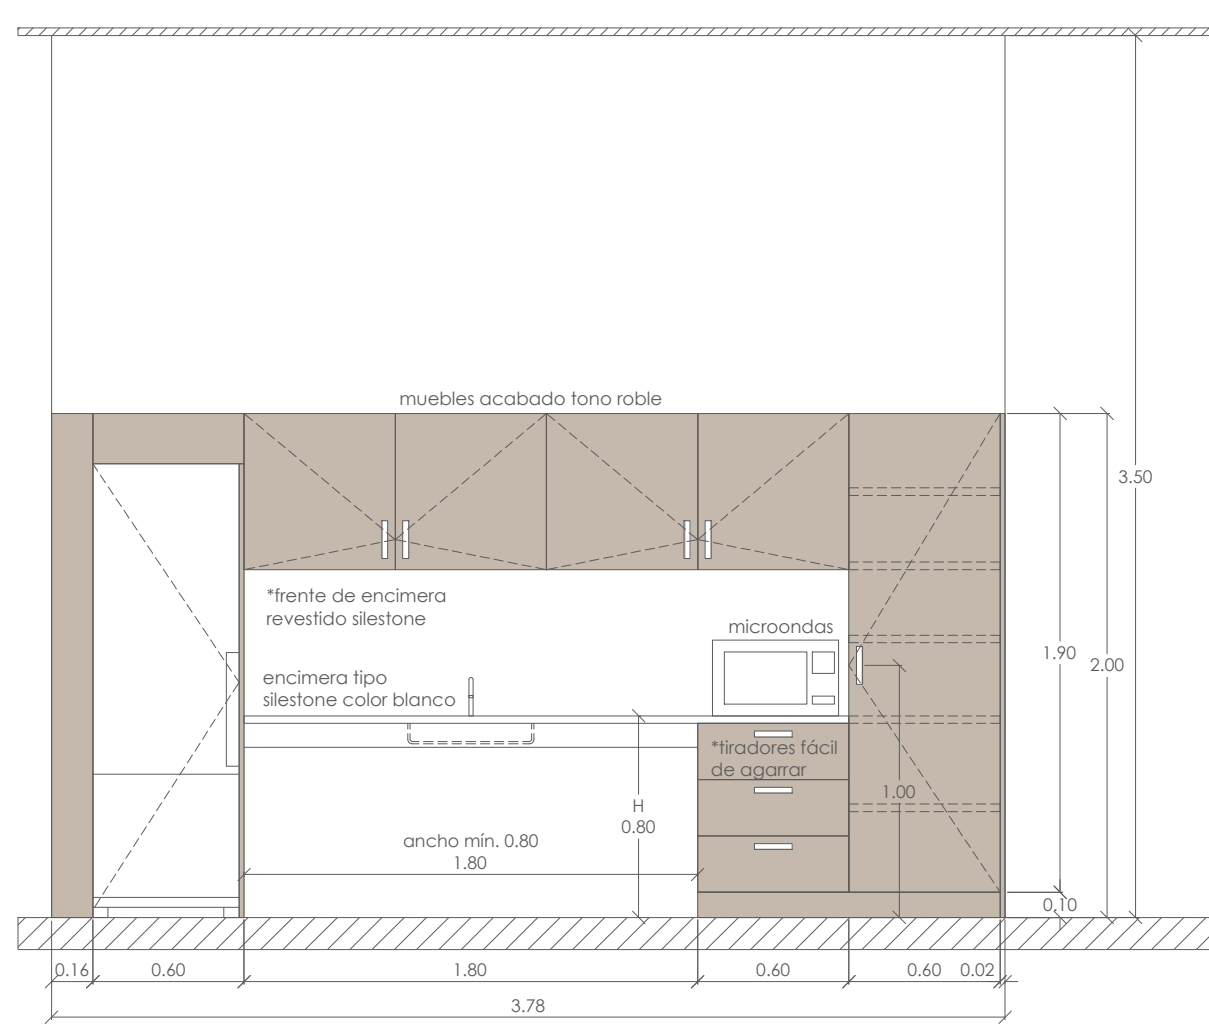 muebles acabado tono roble
3.50
*frente de encimera
revestido silestone
microondas
1.90
2.00
encimera tipo
silestone color blanco
*tiradores fácil
de agarrar
1.00
H
0.80
ancho mín. 0.80
1.80
0.10
0.16
0.60
1.80
0.60
0.60
0.02
3.78